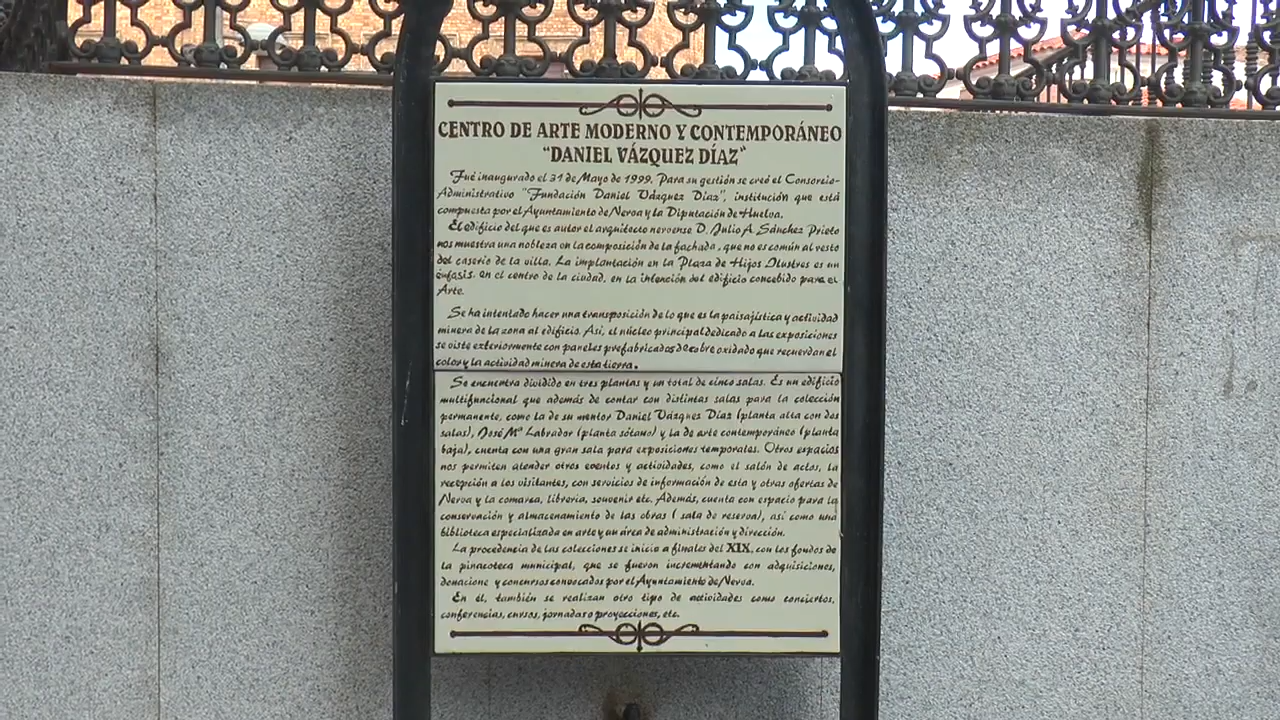 CENTRO DE ARTE MODERNO Y CONTEMPORÁNEO
"DANIEL VÁZQUEZ DÍAZ"
Fué inaugurado el 31 de Mayo de 1999. Para su gestión se creó el Consorcio-
Administrativo "Fundación Daniel Vázquez Díaz", institución que está
compuesta por el Ayuntamiento de Nerva y la Diputación de Huelva.
El edificio del que es autor el arquitecto nervense D. Julio A. Sánchez Prieto
nos muestra una nobleza en la composición de la fachada, que no es común al resto
del caserío de la villa. La implantación en la Plaza de Hijos Ilustres es un
énfasis, en el centro de la ciudad, en la intención del edificio concebido para el
Arte.
Se ha intentado hacer una transposición de lo que es la paisajística y actividad
minera de la zona al edificio. Así, el núcleo principal dedicado a las exposiciones
se viste exteriormente con paneles prefabricados de cobre oxidado que recuerdan el
color y la actividad minera de esta tierra.
Se encuentra dividido en tres plantas y un total de cinco salas. Es un edificio
multifuncional que además de contar con distintas salas para la colección
permanente, como la de su mentor Daniel Vázquez Díaz (planta alta con dos
salas), José Mª Labrador (planta sótano) y la de arte contemporáneo (planta
baja), cuenta con una gran sala para exposiciones temporales. Otros espacios
nos permiten atender otros eventos y actividades, como el salón de actos, la
recepción a los visitantes, con servicios de información de esta y otras ofertas de
Nerva y la comarca, librería, souvenir etc. Además, cuenta con espacio para la
conservación y almacenamiento de las obras ( sala de reserva), así como una
biblioteca especializada en arte y un área de administración y dirección.
La procedencia de las colecciones se inicio a finales del XIX, con los fondos de
la pinacoteca municipal, que se fueron incrementando con adquisiciones,
donacione y concursos convocados por el Ayuntamiento de Nerva.
En él, también se realizan otro tipo de actividades como conciertos,
conferencias, cursos, jornadas o proyecciones, etc.